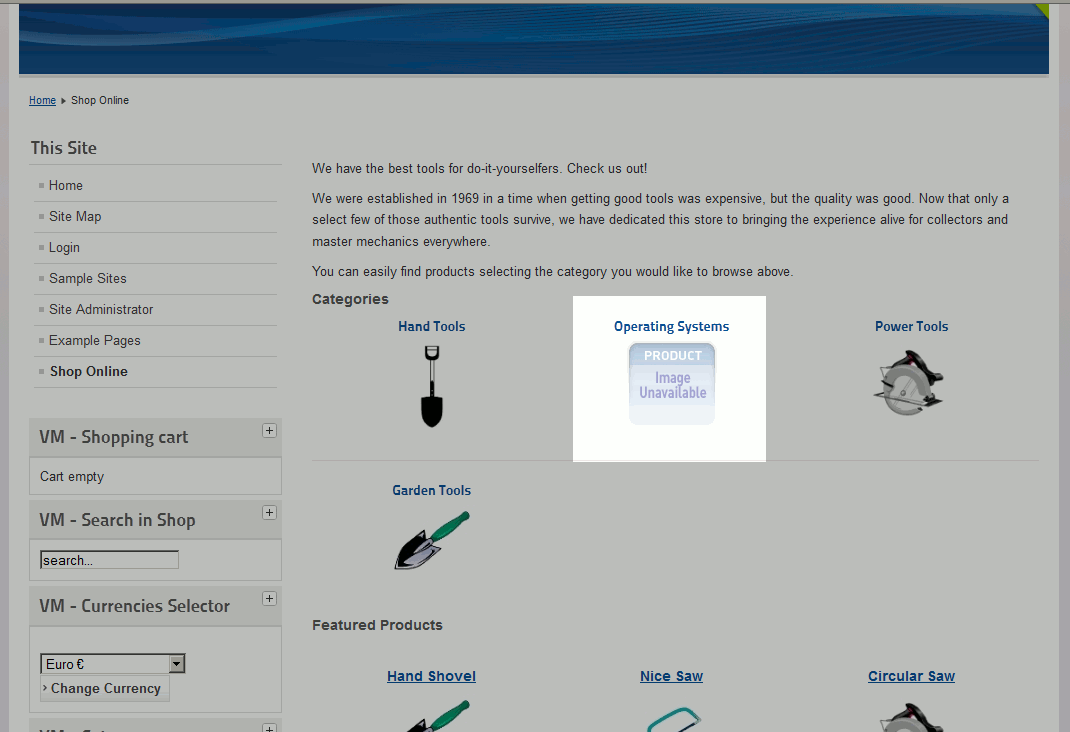 Home Shop Online
This Site
Home
Site Map
Login
Sample Sites
Site Administrator
Example Pages
Shop Online
VM - Shopping cart
Cart empty
VM - Search in Shop
search...
VM - Currencies Selector
Euro €
Change Currency
We have the best tools for do-it-yourselfers. Check us out!
We were established in 1969 in a time when getting good tools was expensive, but the quality was good. Now that only a
select few of those authentic tools survive, we have dedicated this store to bringing the experience alive for collectors and
master mechanics everywhere.
You can easily find products selecting the category you would like to browse above.
Categories
Hand Tools
Operating Systems
PRODUCT
Image
Unavailable
Power Tools
Garden Tools
Featured Products
Hand Shovel
Nice Saw
Circular Saw